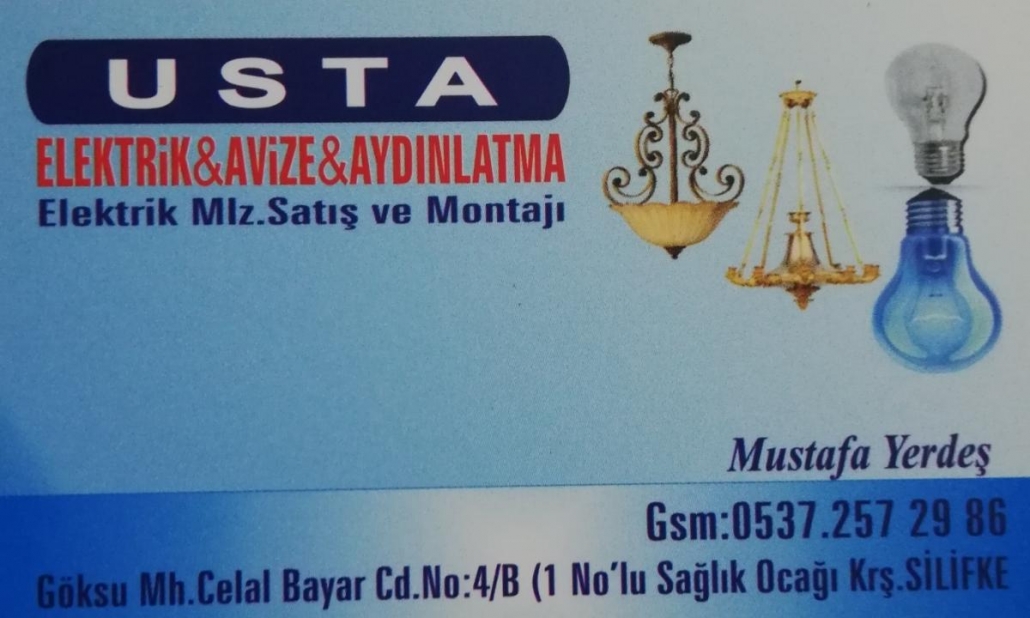 USTA
ELEKTRiK&AViZE&AYDINLATMA
Elektrik Mlz.Satış ve Montajı
Mustafa Yerdeş
Gsm:0537.257 29 86
Göksu Mh.Celal Bayar Cd.No:4/B (1 No'lu Sağlık Ocağı Krş.SİLİFKE